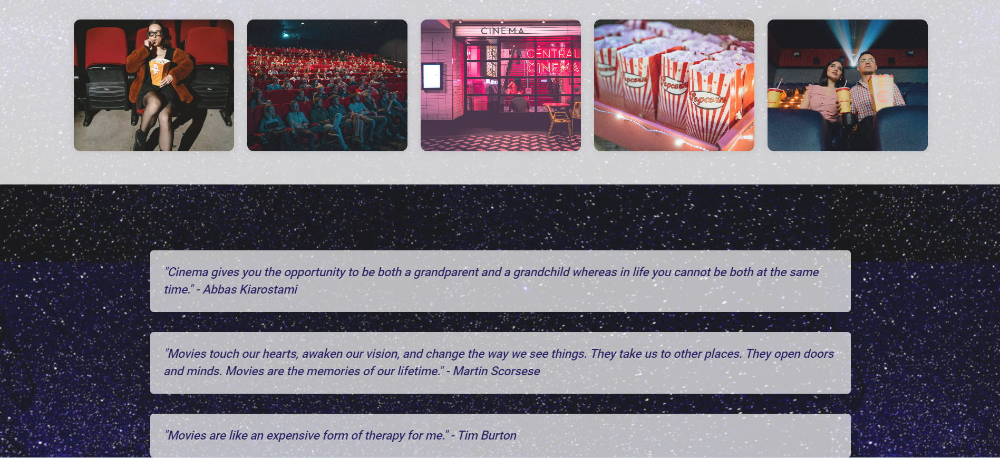 CINEMA
CENTRAL
CINEMA
Popcorn
Popcorn
Popcorn
"Cinema gives you the opportunity to be both a grandparent and a grandchild whereas in life you cannot be both at the same
time." - Abbas Kiarostami
"Movies touch our hearts, awaken our vision, and change the way we see things. They take us to other places. They open doors
and minds. Movies are the memories of our lifetime." - Martin Scorsese
"Movies are like an expensive form of therapy for me." - Tim Burton